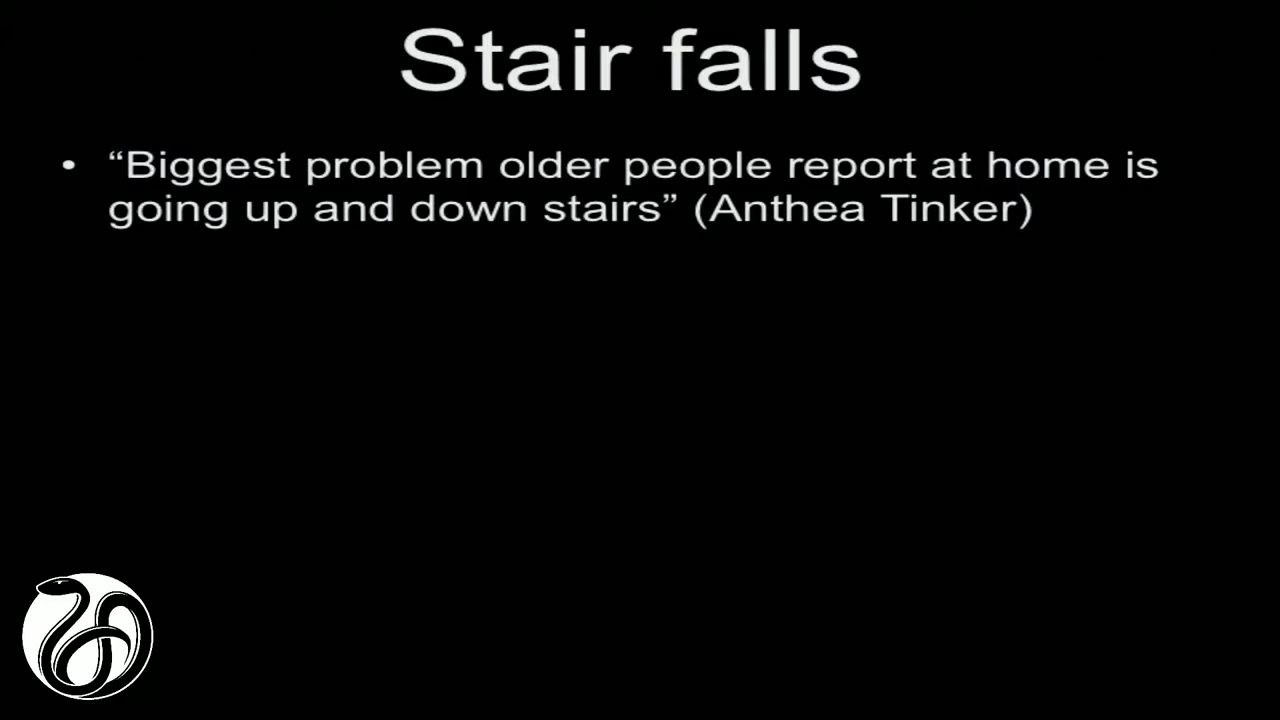 Stair falls
• “Biggest problem older people report at home is
going up and down stairs” (Anthea Tinker)